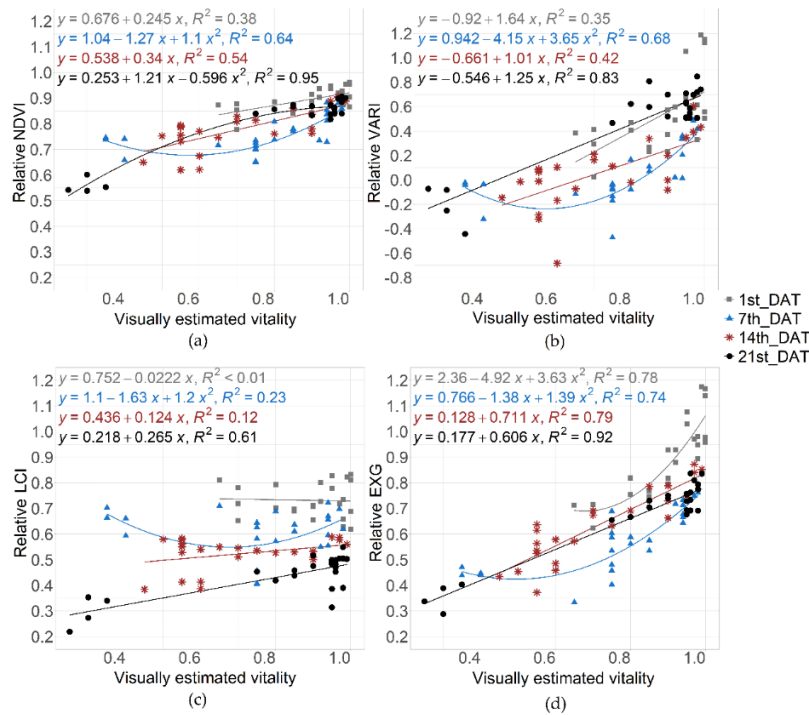 y = 0.676 + 0.245 x, R² = 0.38
y = 1.04 − 1.27 x + 1.1 x², R² = 0.64
y = 0.538 + 0.34 x, R² = 0.54
y = 0.253 + 1.21 x − 0.596 x², R² = 0.95
1.2
1.1
1.0
0.9
0.8
0.7
0.6
0.5
0.4
0.3
0.2
Relative NDVI
0.4 0.6 0.8 1.0
Visually estimated vitality
(a)
y = −0.92 + 1.64 x, R² = 0.35
y = 0.942 − 4.15 x + 3.65 x², R² = 0.68
y = −0.661 + 1.01 x, R² = 0.42
y = −0.546 + 1.25 x, R² = 0.83
1.2
1.0
0.8
0.6
0.4
0.2
0.0
-0.2
-0.4
-0.6
-0.8
Relative VARI
0.4 0.6 0.8 1.0
Visually estimated vitality
(b)
1st_DAT
7th_DAT
14th_DAT
21st_DAT
y = 0.752 − 0.0222 x, R² < 0.01
y = 1.1 − 1.63 x + 1.2 x², R² = 0.23
y = 0.436 + 0.124 x, R² = 0.12
y = 0.218 + 0.265 x, R² = 0.61
1.2
1.1
1.0
0.9
0.8
0.7
0.6
0.5
0.4
0.3
0.2
Relative LCI
0.4 0.6 0.8 1.0
Visually estimated vitality
(c)
y = 2.36 − 4.92 x + 3.63 x², R² = 0.78
y = 0.766 − 1.38 x + 1.39 x², R² = 0.74
y = 0.128 + 0.711 x, R² = 0.79
y = 0.177 + 0.606 x, R² = 0.92
1.2
1.1
1.0
0.9
0.8
0.7
0.6
0.5
0.4
0.3
0.2
Relative EXG
0.4 0.6 0.8 1.0
Visually estimated vitality
(d)